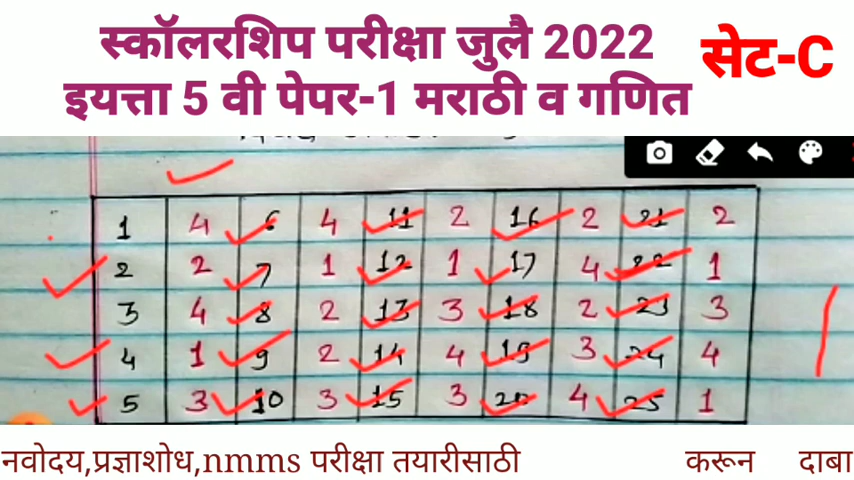 स्कॉलरशिप परीक्षा जुलै 2022
सेट-C
इयत्ता 5 वी पेपर-1 मराठी व गणित
1 4 6 4 11 2 16 2 21 2
2 2 7 1 12 1 17 4 22 1
3 4 8 2 13 3 18 2 23 3
4 1 9 2 14 4 19 3 24 4
5 3 10 3 15 3 20 4 25 1
नवोदय,प्रज्ञाशोध,nmms परीक्षा तयारीसाठी करून दाबा